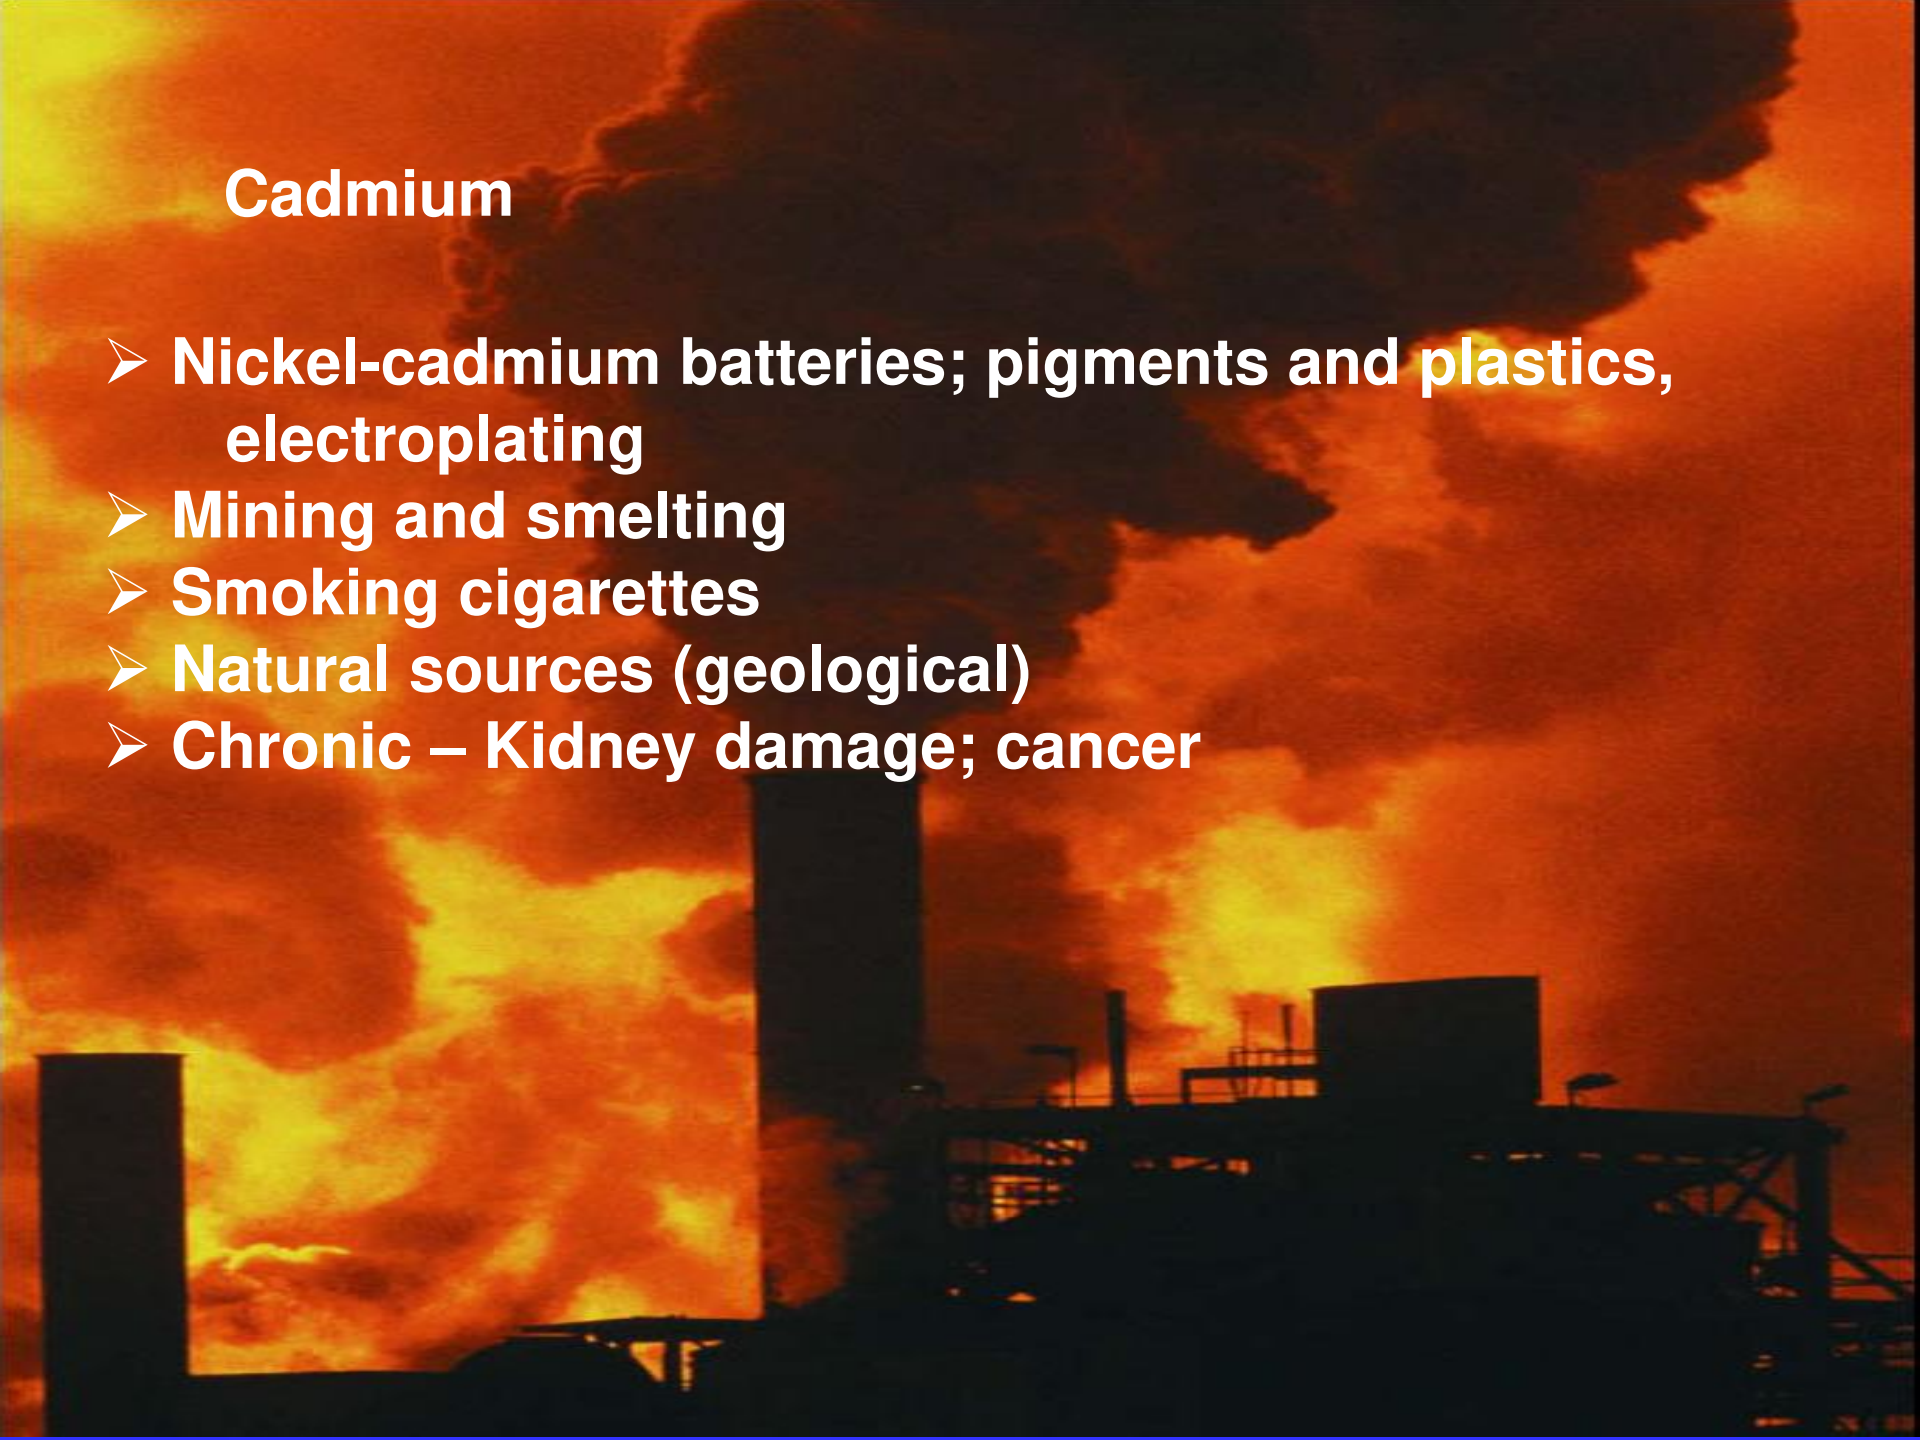 Cadmium
➢ Nickel-cadmium batteries; pigments and plastics,
electroplating
➢ Mining and smelting
➢ Smoking cigarettes
➢ Natural sources (geological)
➢ Chronic – Kidney damage; cancer